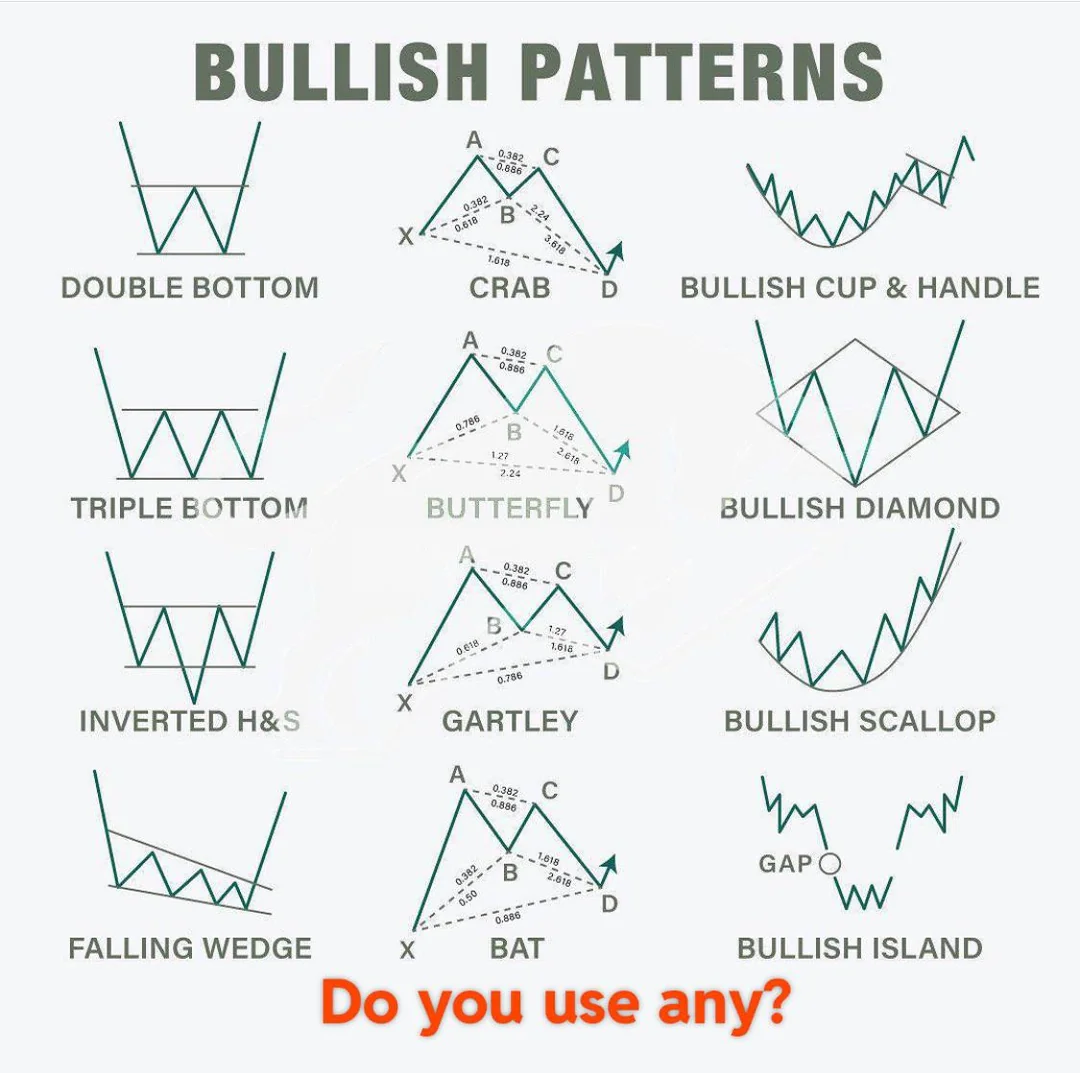 BULLISH PATTERNS
DOUBLE BOTTOM
A
0.382
0.886
C
0.382
0.618
B
2.24
3.618
X
1.618
D
CRAB
BULLISH CUP & HANDLE
TRIPLE BOTTOM
A
0.382
0.886
C
0.786
B
1.618
2.618
X
1.27
2.24
D
BUTTERFLY
BULLISH DIAMOND
INVERTED H&S
A
0.382
0.886
C
B
0.618
1.27
1.618
X
0.786
D
GARTLEY
BULLISH SCALLOP
FALLING WEDGE
A
0.382
0.886
C
0.382
0.50
B
1.618
2.618
X
0.886
D
BAT
GAP
BULLISH ISLAND
Do you use any?